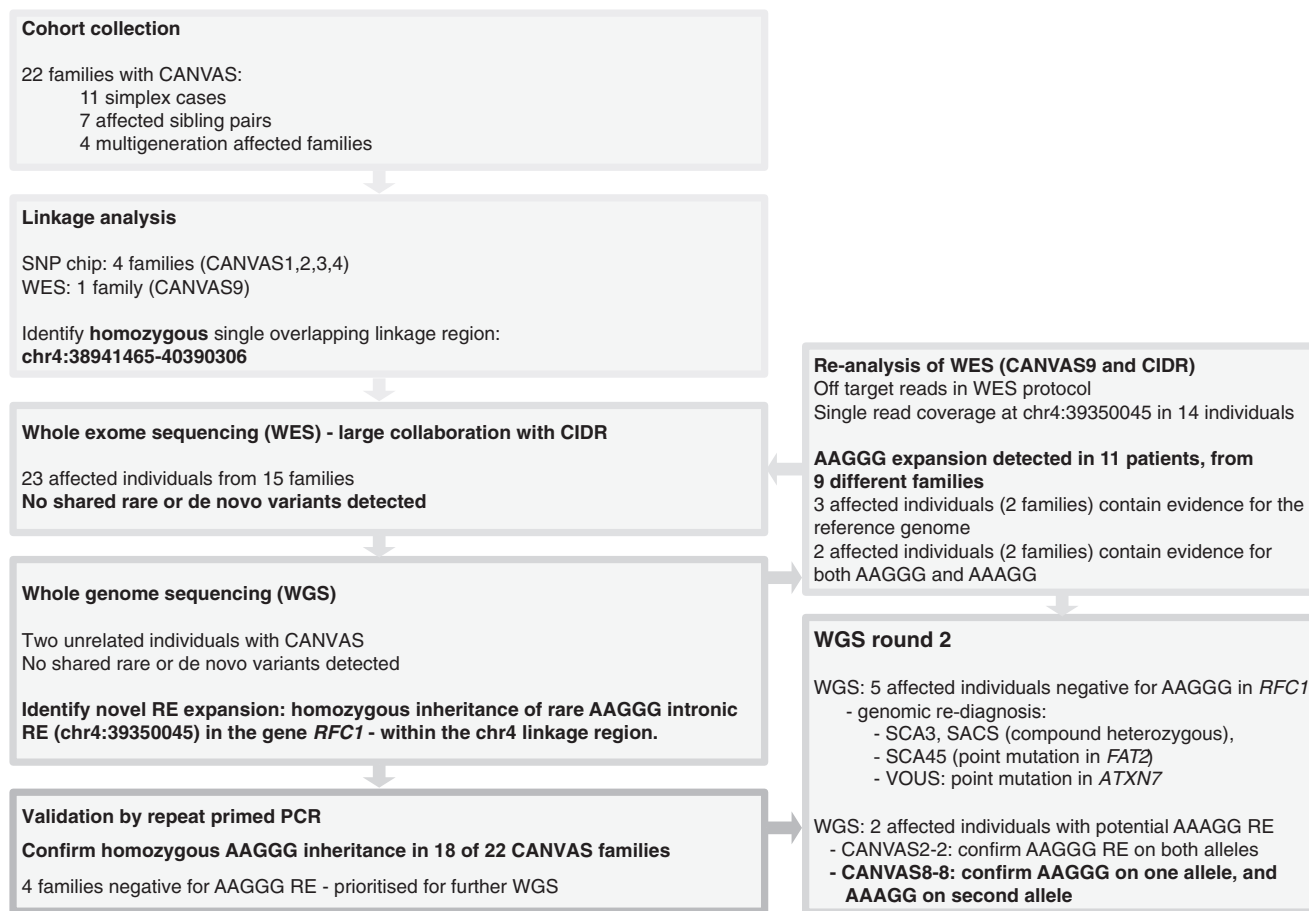 Cohort collection
22 families with CANVAS:
11 simplex cases
7 affected sibling pairs
4 multigeneration affected families
Linkage analysis
SNP chip: 4 families (CANVAS1,2,3,4)
WES: 1 family (CANVAS9)
Identify homozygous single overlapping linkage region:
chr4:38941465-40390306
Whole exome sequencing (WES) - large collaboration with CIDR
23 affected individuals from 15 families
No shared rare or de novo variants detected
Whole genome sequencing (WGS)
Two unrelated individuals with CANVAS
No shared rare or de novo variants detected
Identify novel RE expansion: homozygous inheritance of rare AAGGG intronic
RE (chr4:39350045) in the gene RFC1 - within the chr4 linkage region.
Validation by repeat primed PCR
Confirm homozygous AAGGG inheritance in 18 of 22 CANVAS families
4 families negative for AAGGG RE - prioritised for further WGS
Re-analysis of WES (CANVAS9 and CIDR)
Off target reads in WES protocol
Single read coverage at chr4:39350045 in 14 individuals
AAGGG expansion detected in 11 patients, from
9 different families
3 affected individuals (2 families) contain evidence for the
reference genome
2 affected individuals (2 families) contain evidence for
both AAGGG and AAAGG
WGS round 2
WGS: 5 affected individuals negative for AAGGG in RFC1
- genomic re-diagnosis:
- SCA3, SACS (compound heterozygous),
- SCA45 (point mutation in FAT2)
- VOUS: point mutation in ATXN7
WGS: 2 affected individuals with potential AAAGG RE
- CANVAS2-2: confirm AAGGG RE on both alleles
- CANVAS8-8: confirm AAGGG on one allele, and
AAAGG on second allele